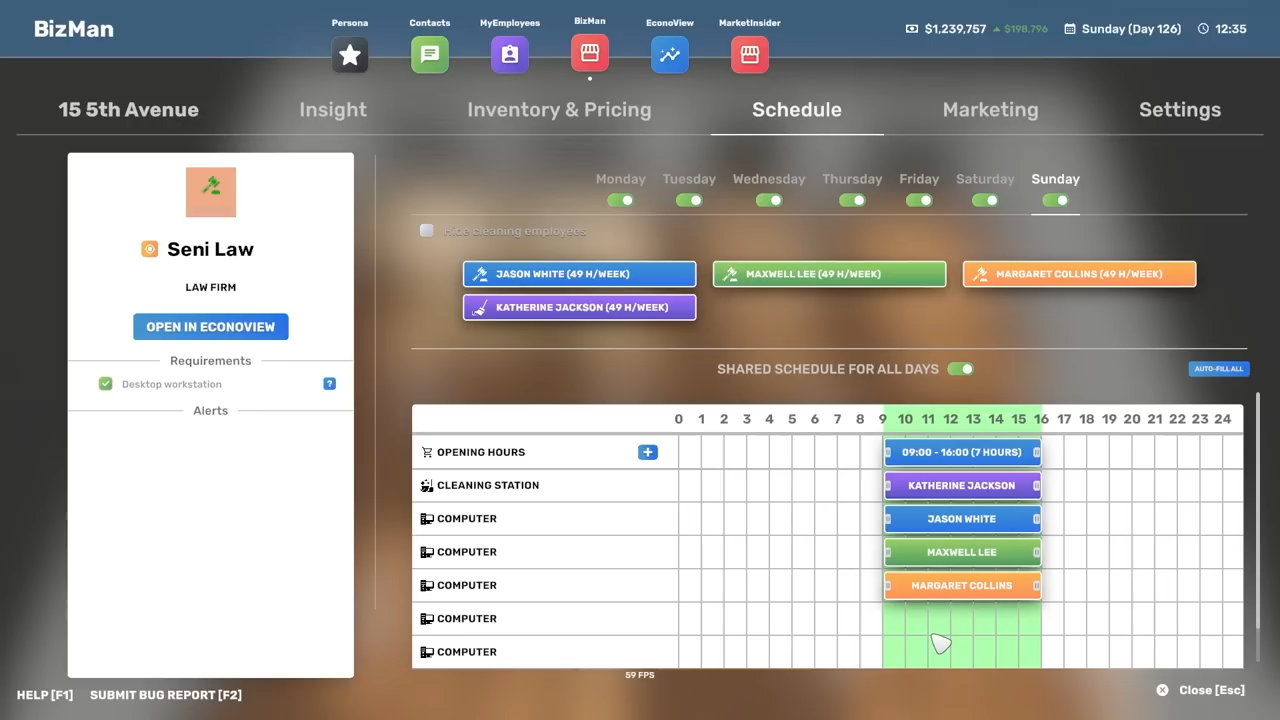 BizMan
Persona
Contacts
MyEmployees
BizMan
EconoView
MarketInsider
$1,239,757 $198,796
Sunday (Day 126)
12:35
15 5th Avenue
Insight
Inventory & Pricing
Schedule
Marketing
Settings
Seni Law
LAW FIRM
OPEN IN ECONOVIEW
Requirements
Desktop workstation ?
Alerts
Monday Tuesday Wednesday Thursday Friday Saturday Sunday
Hide cleaning employees
JASON WHITE (49 H/WEEK)
MAXWELL LEE (49 H/WEEK)
MARGARET COLLINS (49 H/WEEK)
KATHERINE JACKSON (49 H/WEEK)
SHARED SCHEDULE FOR ALL DAYS
AUTO-FILL ALL
0 1 2 3 4 5 6 7 8 9 10 11 12 13 14 15 16 17 18 19 20 21 22 23 24
OPENING HOURS + 09:00 - 16:00 (7 HOURS)
CLEANING STATION KATHERINE JACKSON
COMPUTER JASON WHITE
COMPUTER MAXWELL LEE
COMPUTER MARGARET COLLINS
COMPUTER
COMPUTER
59 FPS
HELP [F1] SUBMIT BUG REPORT [F2]
Close [Esc]